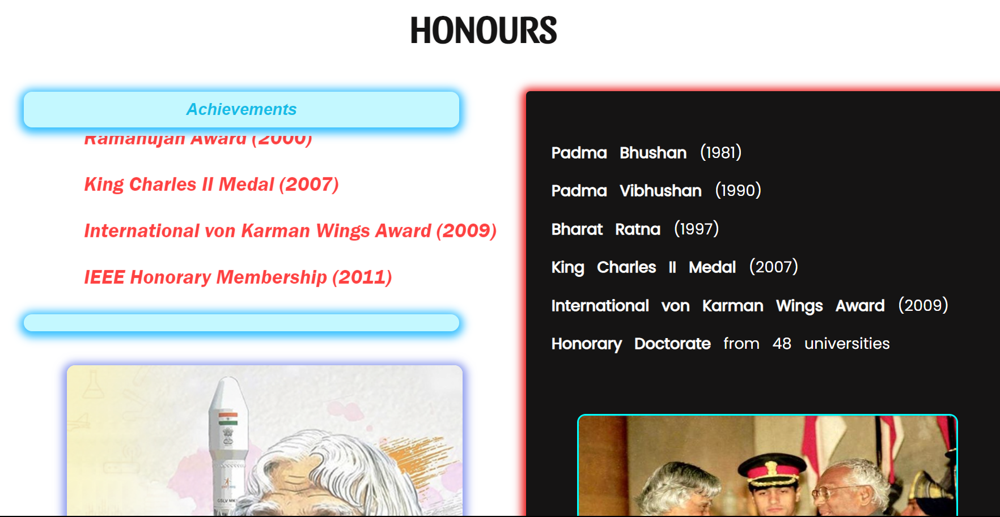 HONOURS
Achievements
Ramanujan Award (2000)
King Charles II Medal (2007)
International von Karman Wings Award (2009)
IEEE Honorary Membership (2011)
GSLV MK
Padma Bhushan (1981)
Padma Vibhushan (1990)
Bharat Ratna (1997)
King Charles II Medal (2007)
International von Karman Wings Award (2009)
Honorary Doctorate from 48 universities